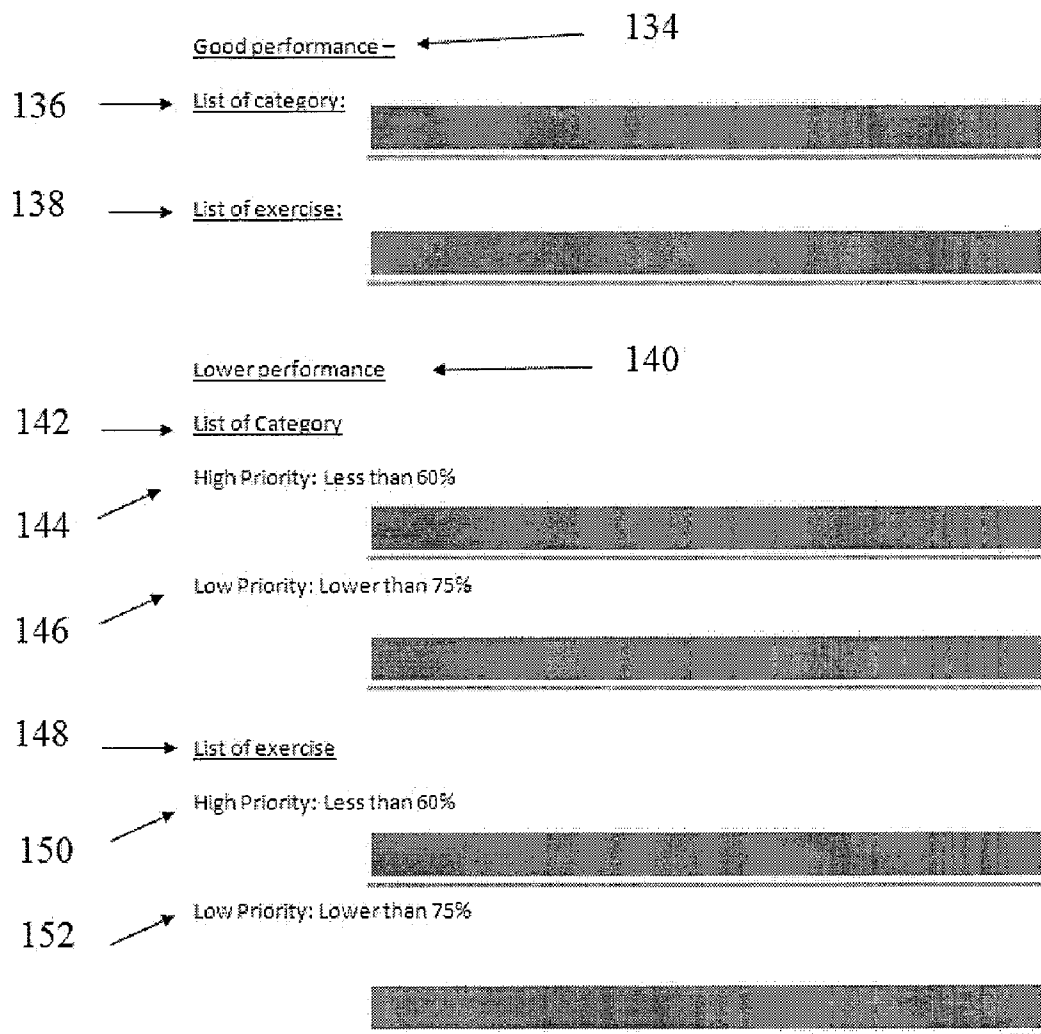 Good performance – 134
136 List of category:
138 List of exercise:
Lower performance 140
142 List of Category
High Priority: Less than 60%
144
Low Priority: Lower than 75%
146
148 List of exercise
High Priority: Less than 60%
150
Low Priority: Lower than 75%
152